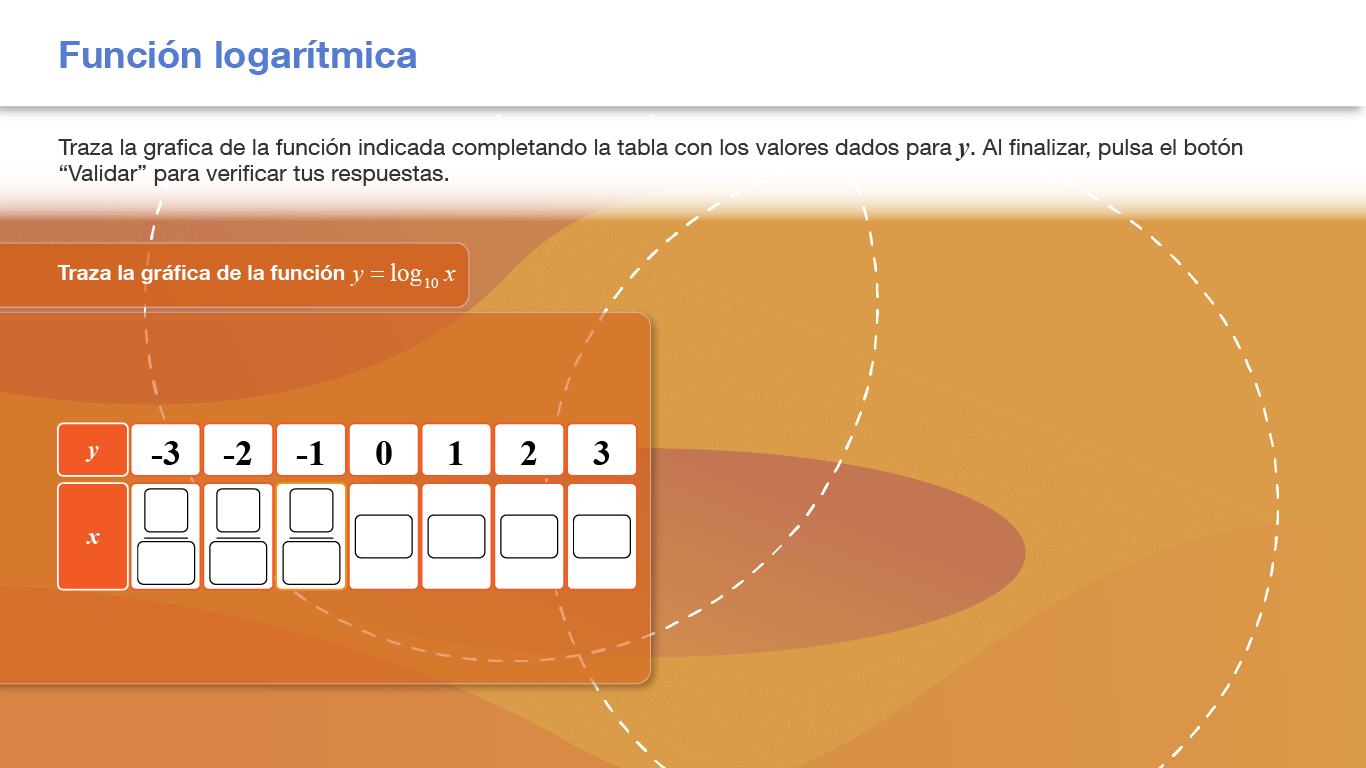 Función logarítmica
Traza la grafica de la función indicada completando la tabla con los valores dados para y. Al finalizar, pulsa el botón
“Validar” para verificar tus respuestas.
Traza la gráfica de la función y = log₁₀ x
y -3 -2 -1 0 1 2 3
x